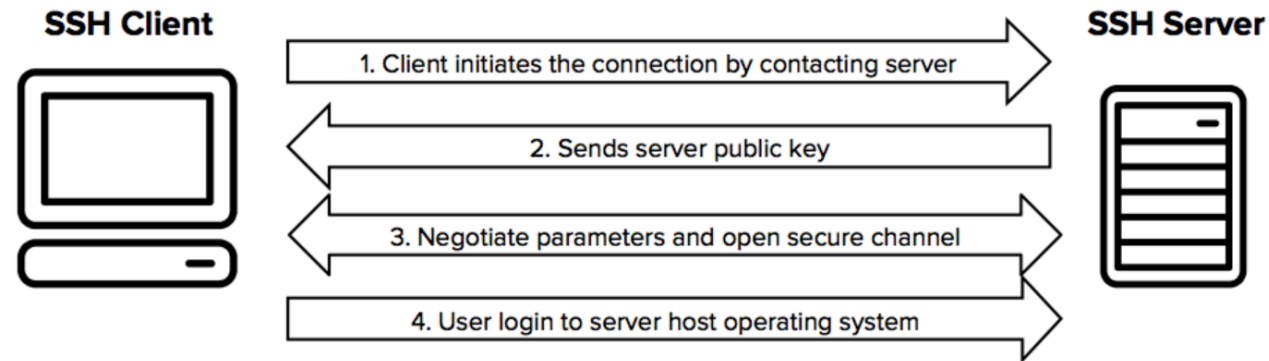 SSH Client
SSH Server
1. Client initiates the connection by contacting server
2. Sends server public key
3. Negotiate parameters and open secure channel
4. User login to server host operating system